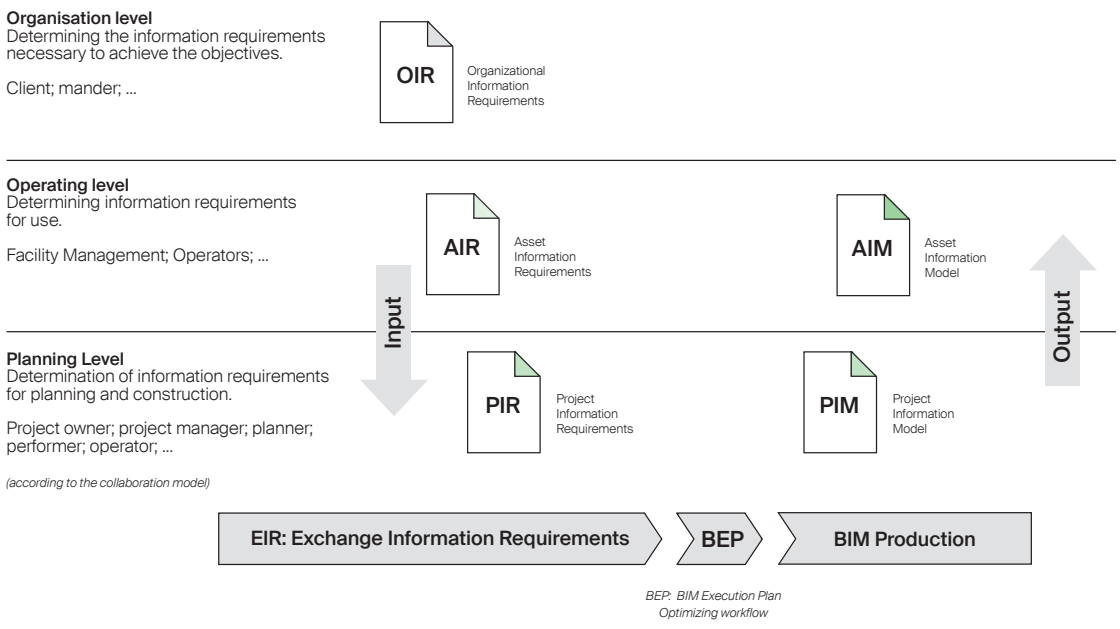 Organisation level
Determining the information requirements
necessary to achieve the objectives.
Client; mander; ...
OIR
Organizational
Information
Requirements
Operating level
Determining information requirements
for use.
Facility Management; Operators; ...
AIR
Asset
Information
Requirements
AIM
Asset
Information
Model
Input
Output
Planning Level
Determination of information requirements
for planning and construction.
Project owner; project manager; planner;
performer; operator; ...
(according to the collaboration model)
PIR
Project
Information
Requirements
PIM
Project
Information
Model
EIR: Exchange Information Requirements
BEP
BIM Production
BEP: BIM Execution Plan
Optimizing workflow